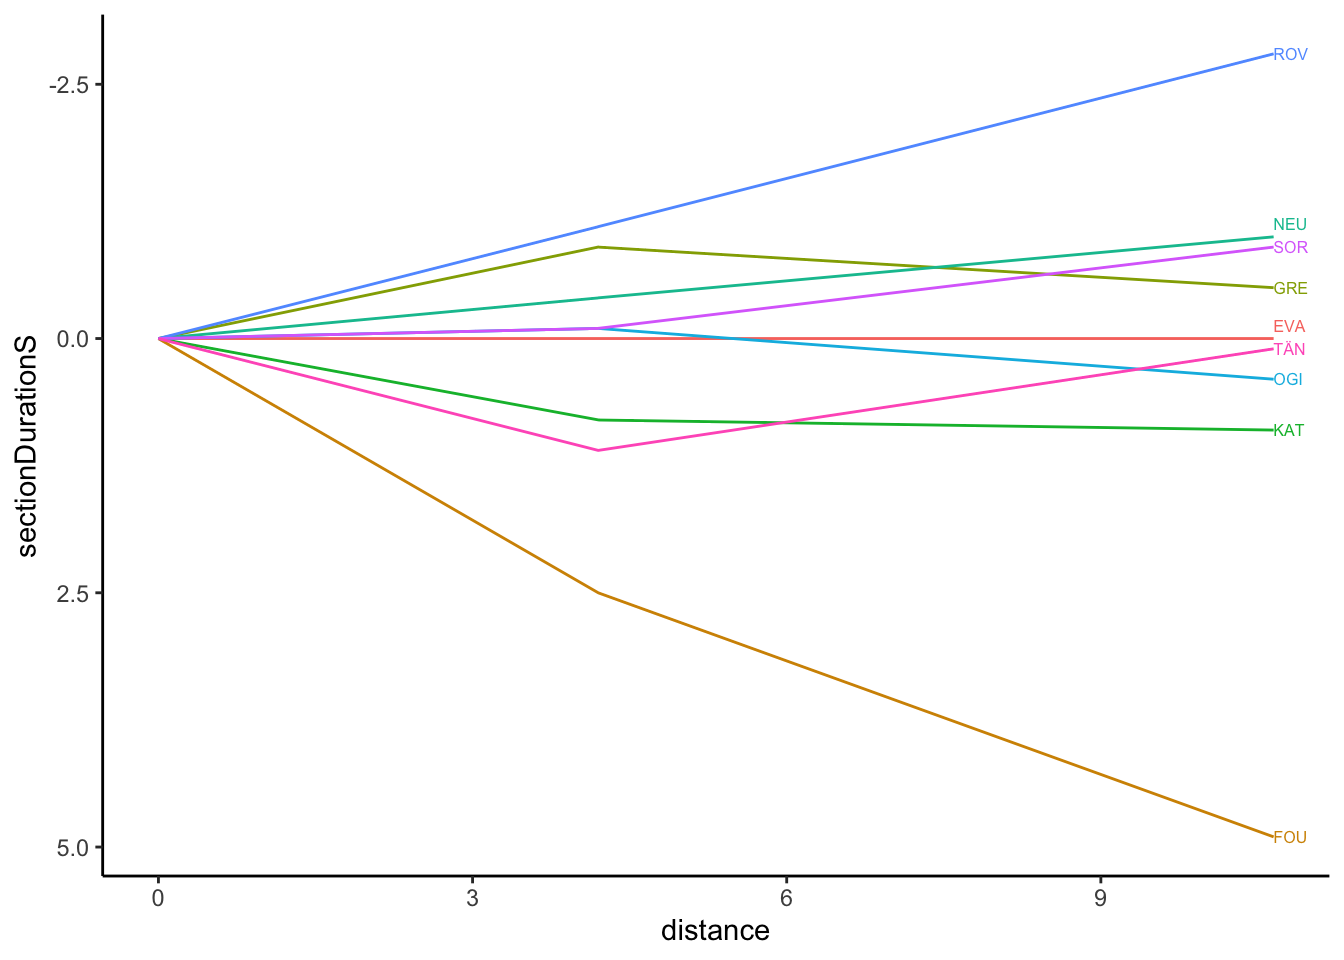 sectionDurationS
-2.5
0.0
2.5
5.0
ROV
NEU
SOR
GRE
EVA
TÄN
OGI
KAT
FOU
0 3 6 9
distance